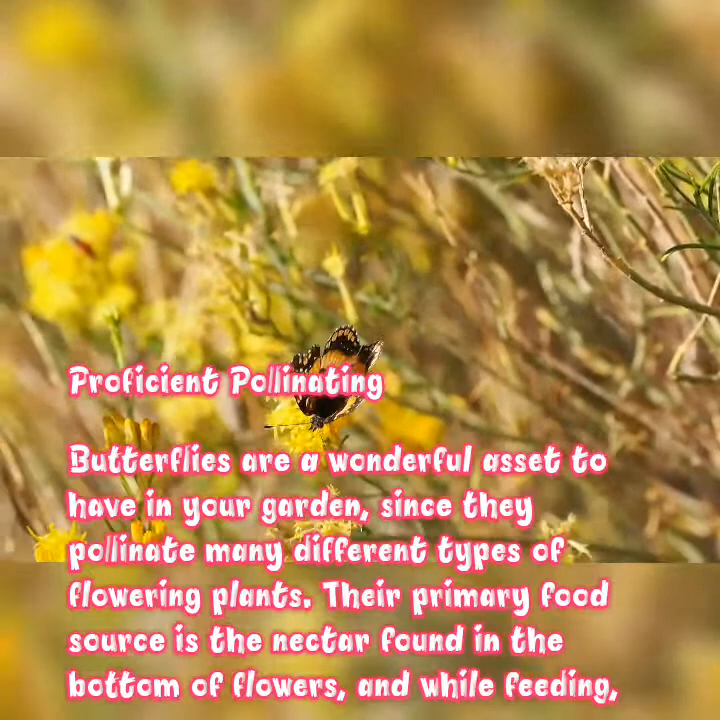 Proficient Pollinating
Butterflies are a wonderful asset to
have in your garden, since they
pollinate many different types of
flowering plants. Their primary food
source is the nectar found in the
bottom of flowers, and while feeding,